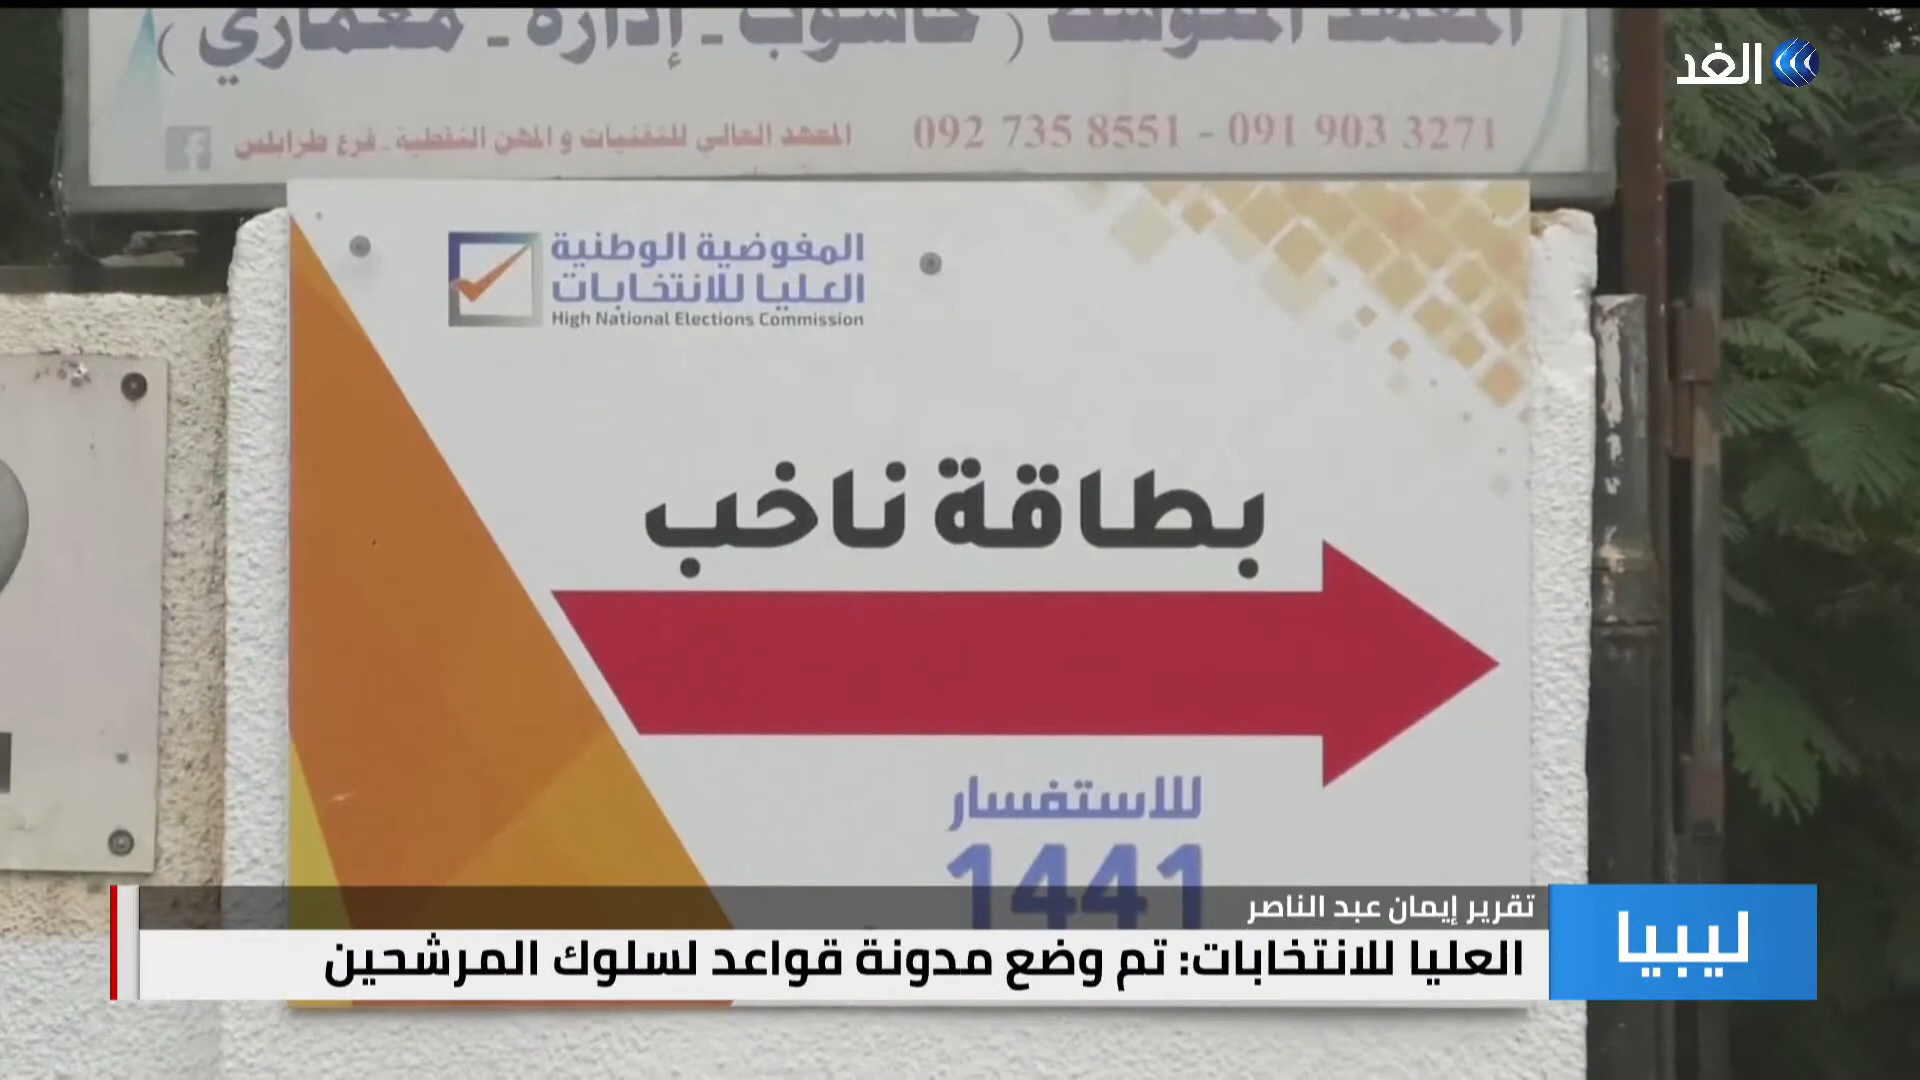 المعهد المتوسط ( حاسوب - إدارة - معماري )
الغد
092 735 8551 - 091 903 3271
المعهد العالي للتقنيات والمهن النفطية - فرع طرابلس
المفوضية الوطنية
العليا للانتخابات
High National Elections Commission
بطاقة ناخب
للاستفسار
1441
تقرير إيمان عبد الناصر
ليبيا
العليا للانتخابات: تم وضع مدونة قواعد لسلوك المرشحين